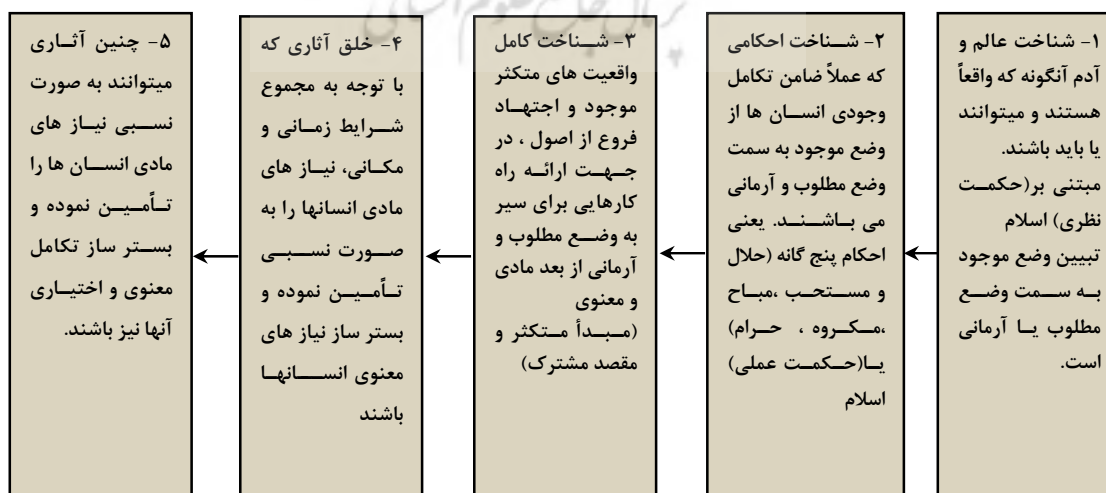 پرتال جامع علوم انسانی
۱- شناخت عالم و
آدم آنگونه که واقعاً
هستند و میتوانند
یا باید باشند.
مبتنی بر(حکمت
نظری) اسلام
تبیین وضع موجود
به سمت وضع
مطلوب یا آرمانی
است.
۲- شناخت احکامی
که عملاً ضامن تکامل
وجودی انسان ها از
وضع موجود به سمت
وضع مطلوب و آرمانی
می باشند. یعنی
احکام پنج گانه (حلال
و مستحب ،مباح
،مکروه ، حرام)
یا(حکمت عملی)
اسلام
۳- شناخت کامل
واقعیت های متکثر
موجود و اجتهاد
فروع از اصول ، در
جهت ارائه راه
کارهایی برای سیر
به وضع مطلوب و
آرمانی از بعد مادی
و معنوی
(مبدأ متکثر و
مقصد مشترک)
۴- خلق آثاری که
با توجه به مجموع
شرایط زمانی و
مکانی، نیاز های
مادی انسانها را به
صورت نسبی
تأمین نموده و
بستر ساز نیاز های
معنوی انسانها
باشند
۵- چنین آثاری
میتوانند به صورت
نسبی نیاز های
مادی انسان ها را
تأمین نموده و
بستر ساز تکامل
معنوی و اختیاری
آنها نیز باشند.